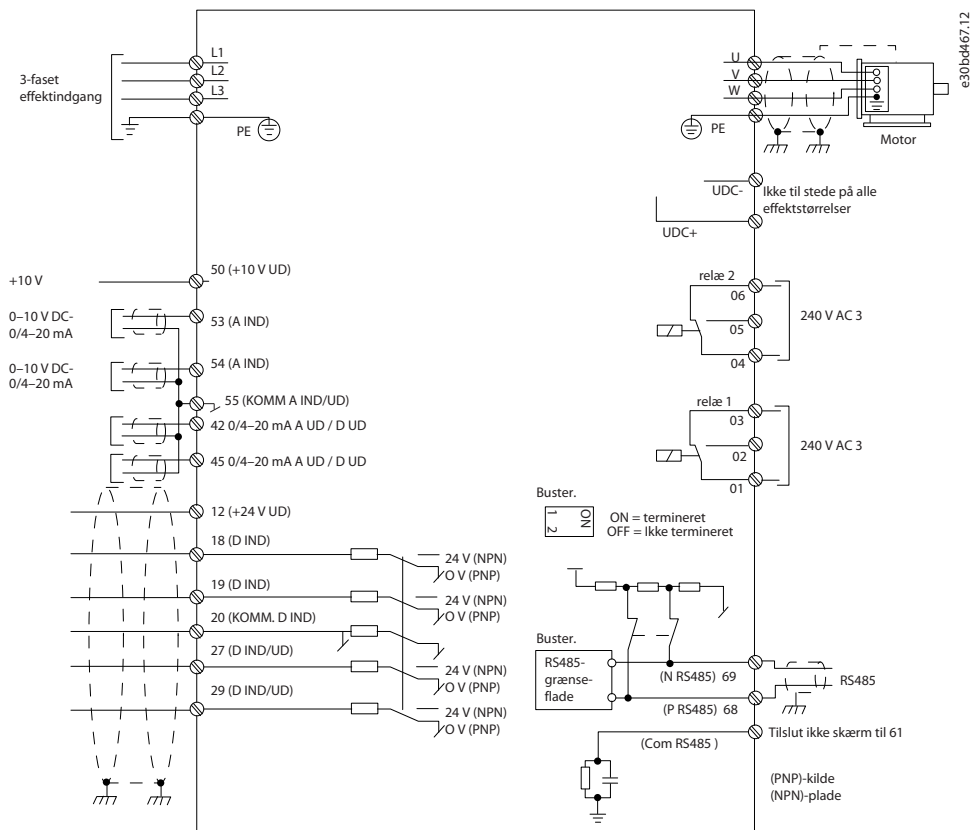 e30bd467.12
3-faset
effektindgang
L1
L2
L3
PE
U
V
W
PE
Motor
UDC-
Ikke til stede på alle
effektstørrelser
UDC+
+10 V
50 (+10 V UD)
0–10 V DC-
0/4–20 mA
53 (A IND)
0–10 V DC-
0/4–20 mA
54 (A IND)
55 (KOMM A IND/UD)
42 0/4–20 mA A UD / D UD
45 0/4–20 mA A UD / D UD
12 (+24 V UD)
18 (D IND)
24 V (NPN)
O V (PNP)
19 (D IND)
24 V (NPN)
O V (PNP)
20 (KOMM. D IND)
27 (D IND/UD)
24 V (NPN)
O V (PNP)
29 (D IND/UD)
24 V (NPN)
O V (PNP)
relæ 2
06
05
04
240 V AC 3
relæ 1
03
02
01
240 V AC 3
Buster.
1
2
ON
ON = termineret
OFF = Ikke termineret
Buster.
RS485-
grænse-
flade
(N RS485) 69
RS485
(P RS485) 68
(Com RS485 )
Tilslut ikke skærm til 61
(PNP)-kilde
(NPN)-plade